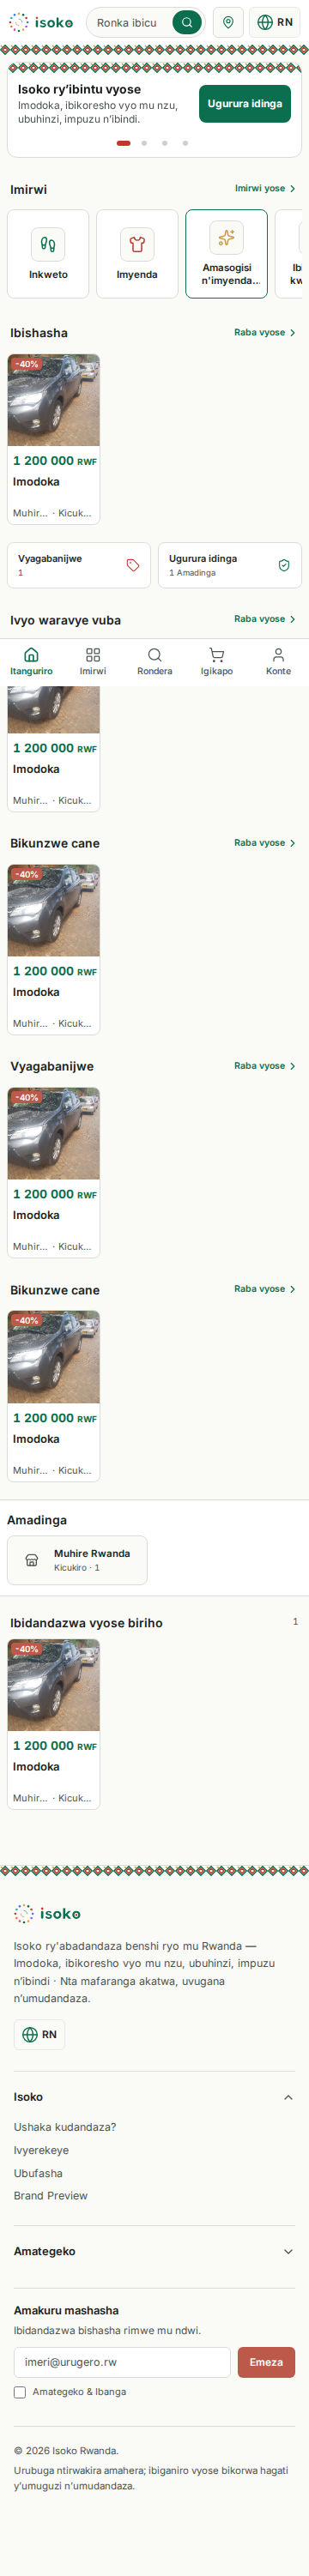 isoko
Ronka ibicu
RN
Isoko ry'ibintu vyose
Imodoka, ibikoresho vyo mu nzu,
ubuhinzi, impuzu n'ibindi.
Ugurura idinga
Imirwi
Imirwi yose
Inkweto
Imyenda
Amasogisi
n'imyenda...
Ibishasha
Raba vyose
-40%
1 200 000 RWF
Imodoka
Muhir... · Kicuk...
Vyagabanijwe
1
Ugurura idinga
1 Amadinga
Ivyo waravye vuba
Raba vyose
Itanguriro
Imirwi
Rondera
Igikapo
Konte
1 200 000 RWF
Imodoka
Muhir... · Kicuk...
Bikunzwe cane
Raba vyose
-40%
1 200 000 RWF
Imodoka
Muhir... · Kicuk...
Vyagabanijwe
Raba vyose
-40%
1 200 000 RWF
Imodoka
Muhir... · Kicuk...
Bikunzwe cane
Raba vyose
-40%
1 200 000 RWF
Imodoka
Muhir... · Kicuk...
Amadinga
Muhire Rwanda
Kicukiro · 1
Ibidandazwa vyose biriho
1
-40%
1 200 000 RWF
Imodoka
Muhir... · Kicuk...
isoko
Isoko ry'abadandaza benshi ryo mu Rwanda —
Imodoka, ibikoresho vyo mu nzu, ubuhinzi, impuzu
n'ibindi · Nta mafaranga akatwa, uvugana
n'umudandaza.
RN
Isoko
Ushaka kudandaza?
Ivyerekeye
Ubufasha
Brand Preview
Amategeko
Amakuru mashasha
Ibidandazwa bishasha rimwe mu ndwi.
imeri@urugero.rw
Emeza
Amategeko & Ibanga
© 2026 Isoko Rwanda.
Urubuga ntirwakira amahera; ibiganiro vyose bikorwa hagati
y'umuguzi n'umudandaza.